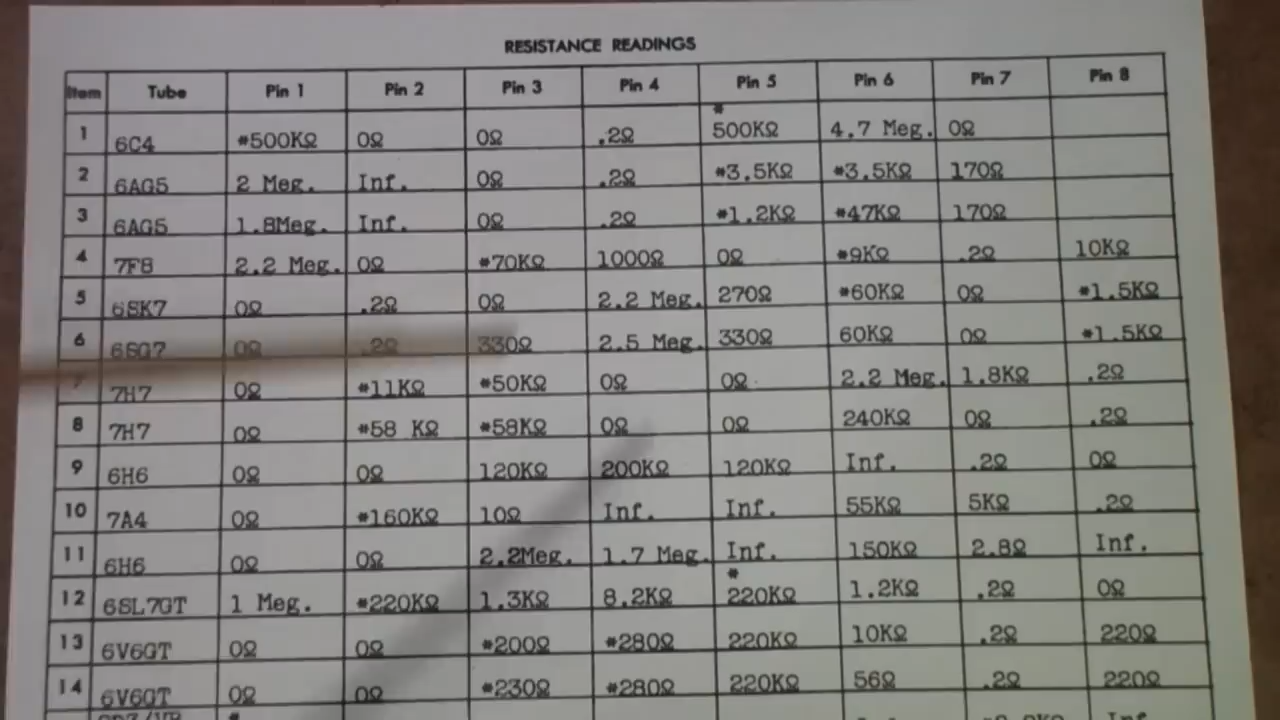 RESISTANCE READINGS
Item Tube Pin 1 Pin 2 Pin 3 Pin 4 Pin 5 Pin 6 Pin 7 Pin 8
1 6C4 *500KΩ 0Ω 0Ω .2Ω *500KΩ 4.7 Meg. 0Ω
2 6AG5 2 Meg. Inf. 0Ω .2Ω *3.5KΩ *3.5KΩ 170Ω
3 6AG5 1.8Meg. Inf. 0Ω .2Ω *1.2KΩ *47KΩ 170Ω
4 7F8 2.2 Meg. 0Ω *70KΩ 1000Ω 0Ω *9KΩ .2Ω 10KΩ
5 6SK7 0Ω .2Ω 0Ω 2.2 Meg. 270Ω *60KΩ 0Ω *1.5KΩ
6 6SG7 0Ω .2Ω 330Ω 2.5 Meg. 330Ω 60KΩ 0Ω *1.5KΩ
7 7H7 0Ω *11KΩ *50KΩ 0Ω 0Ω 2.2 Meg. 1.8KΩ .2Ω
8 7H7 0Ω *58 KΩ *58KΩ 0Ω 0Ω 240KΩ 0Ω .2Ω
9 6H6 0Ω 0Ω 120KΩ 200KΩ 120KΩ Inf. .2Ω 0Ω
10 7A4 0Ω *160KΩ 10Ω Inf. Inf. 55KΩ 5KΩ .2Ω
11 6H6 0Ω 0Ω 2.2Meg. 1.7 Meg. Inf. 150KΩ 2.8Ω Inf.
12 6SL7GT 1 Meg. *220KΩ 1.3KΩ 8.2KΩ *220KΩ 1.2KΩ .2Ω 0Ω
13 6V6GT 0Ω 0Ω *200Ω *280Ω 220KΩ 10KΩ .2Ω 220Ω
14 6V6GT 0Ω 0Ω *230Ω *280Ω 220KΩ 56Ω .2Ω 220Ω